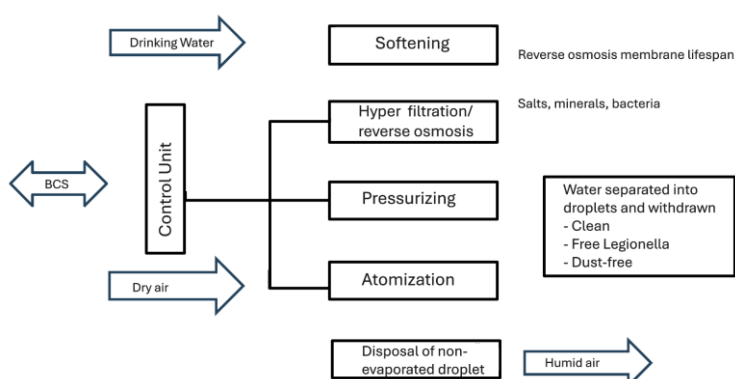 Drinking Water
Softening
Reverse osmosis membrane lifespan
Hyper filtration/
reverse osmosis
Salts, minerals, bacteria
BCS
Control Unit
Pressurizing
Water separated into
droplets and withdrawn
- Clean
- Free Legionella
- Dust-free
Dry air
Atomization
Disposal of non-
evaporated droplet
Humid air